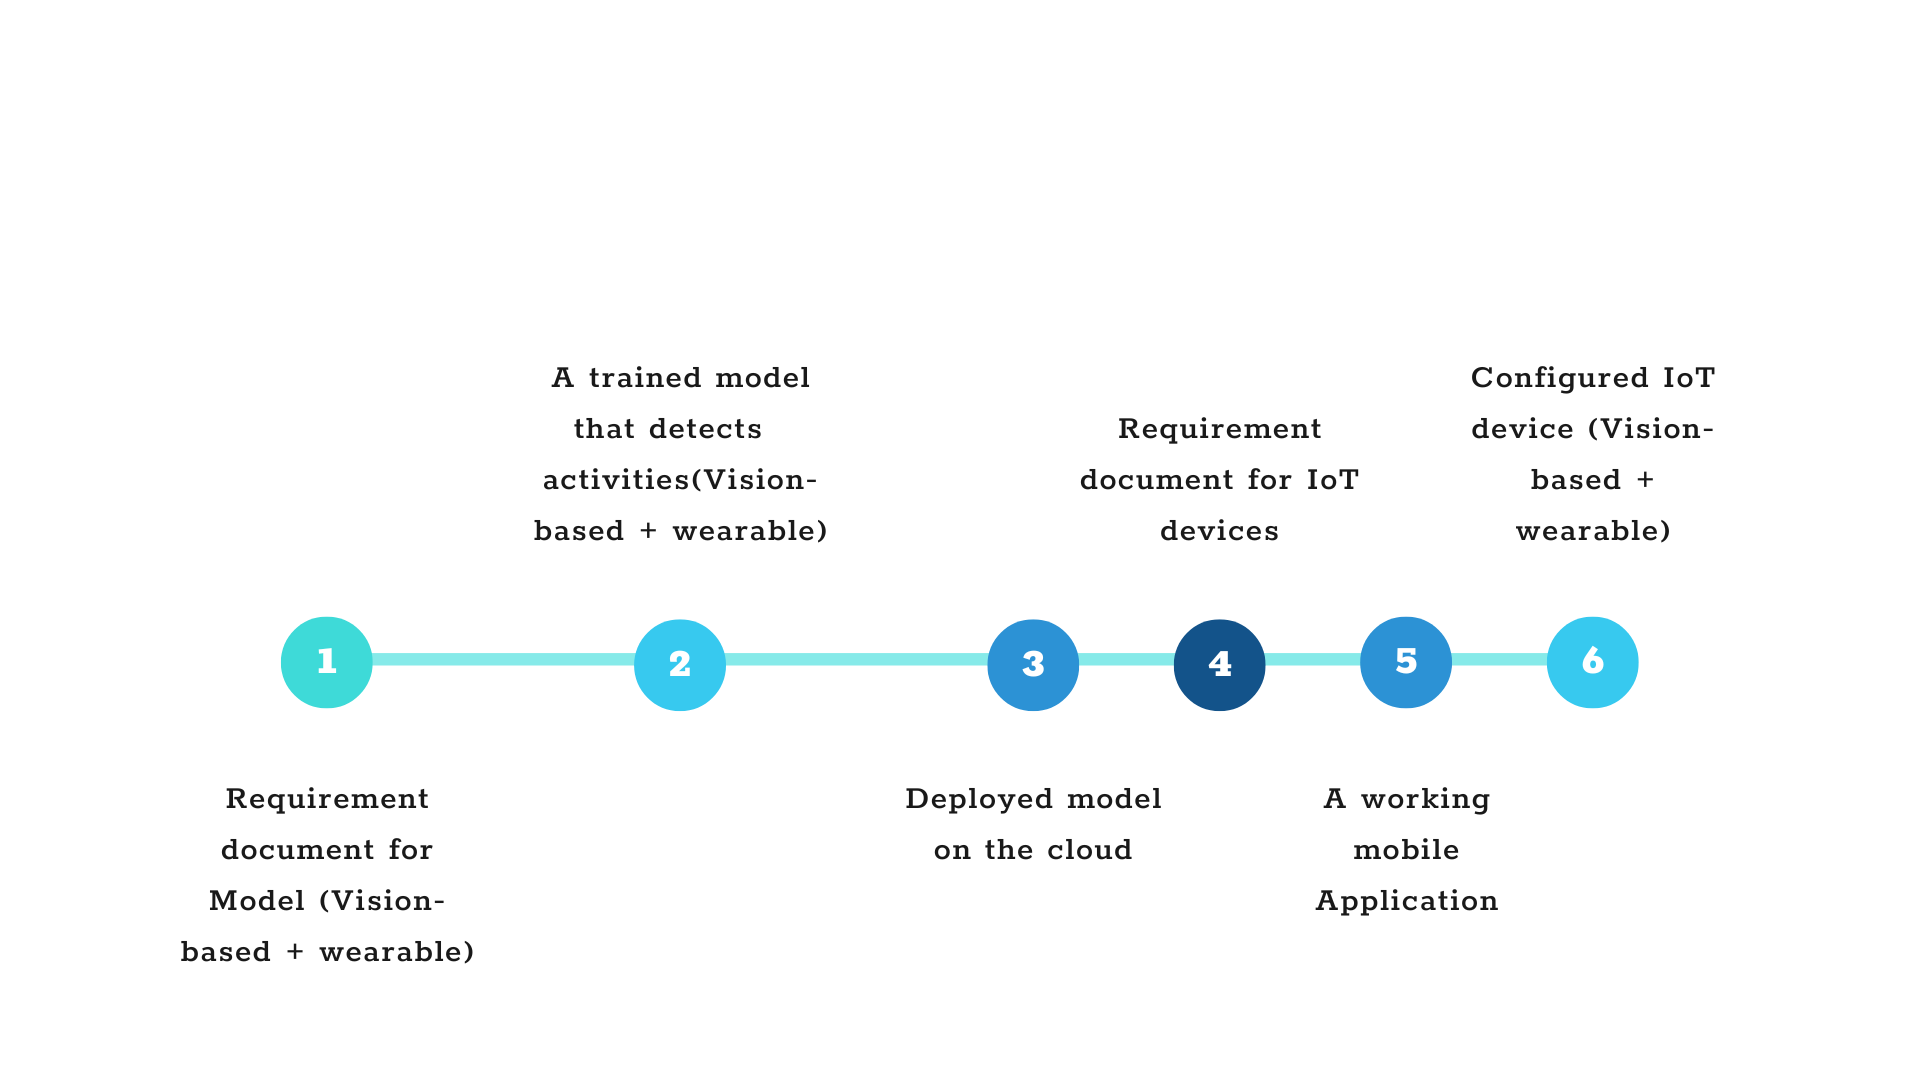 A trained model
that detects
activities(Vision-
based + wearable)
Requirement
document for IoT
devices
Configured IoT
device (Vision-
based +
wearable)
1
2
3
4
5
6
Requirement
document for
Model (Vision-
based + wearable)
Deployed model
on the cloud
A working
mobile
Application